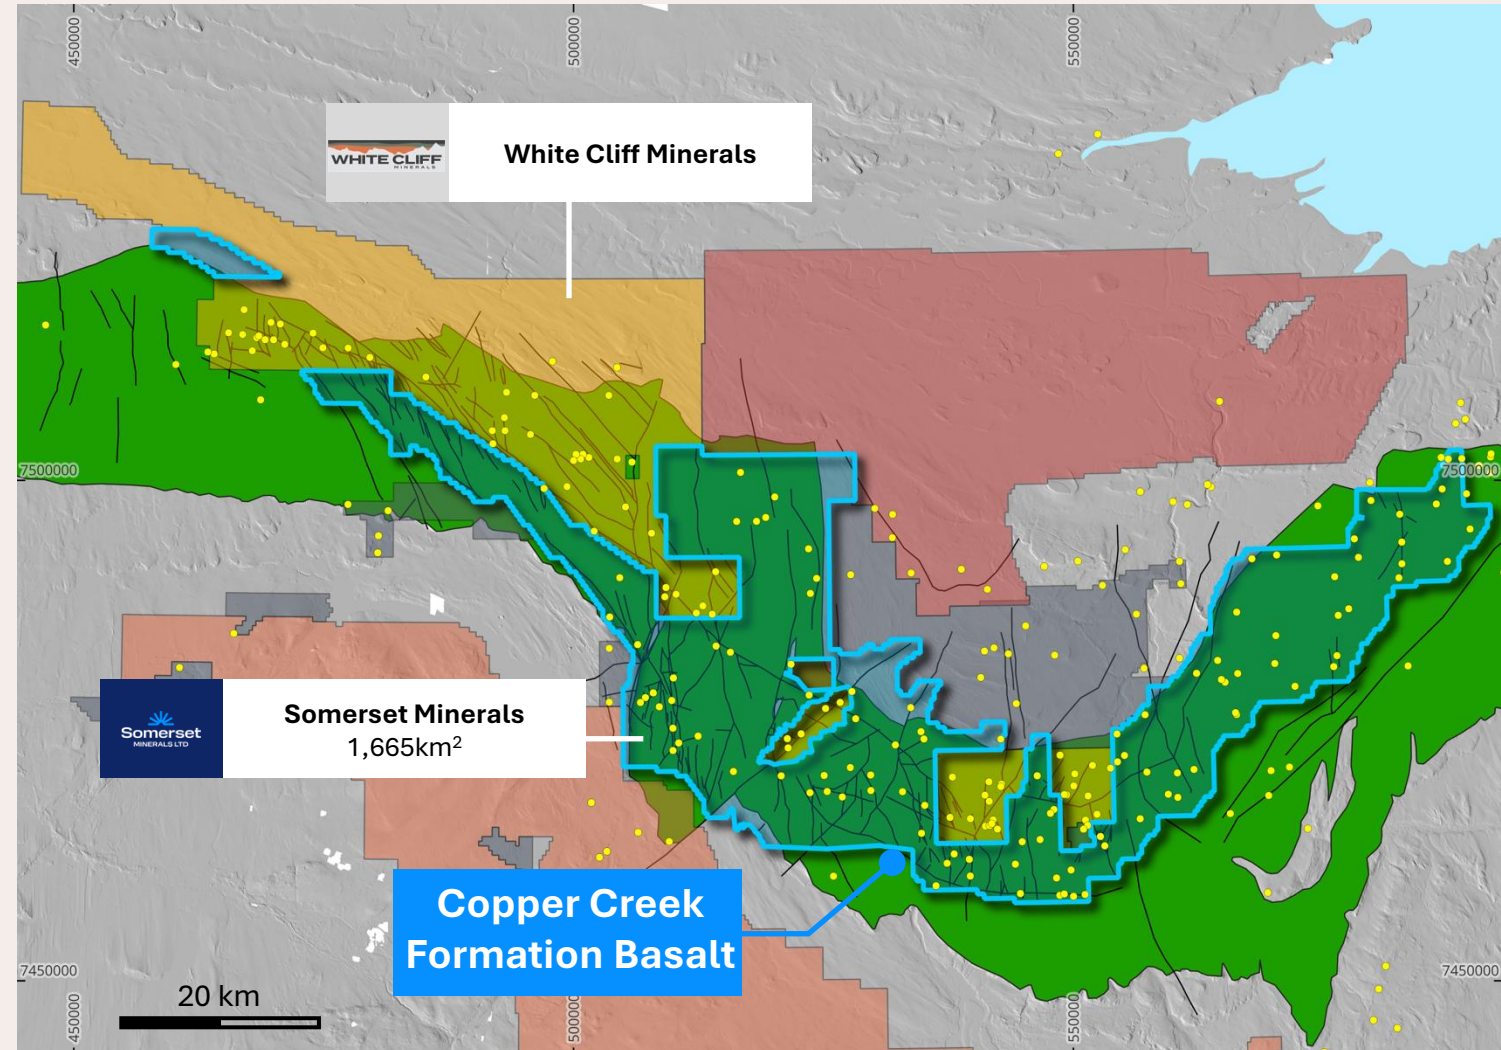 450000
500000
550000
WHITE CLIFF
MINERALS
White Cliff Minerals
7500000
7500000
Somerset
MINERALS LTD
Somerset Minerals
1,665km²
Copper Creek
Formation Basalt
7450000
7450000
20 km
450000
500000
550000